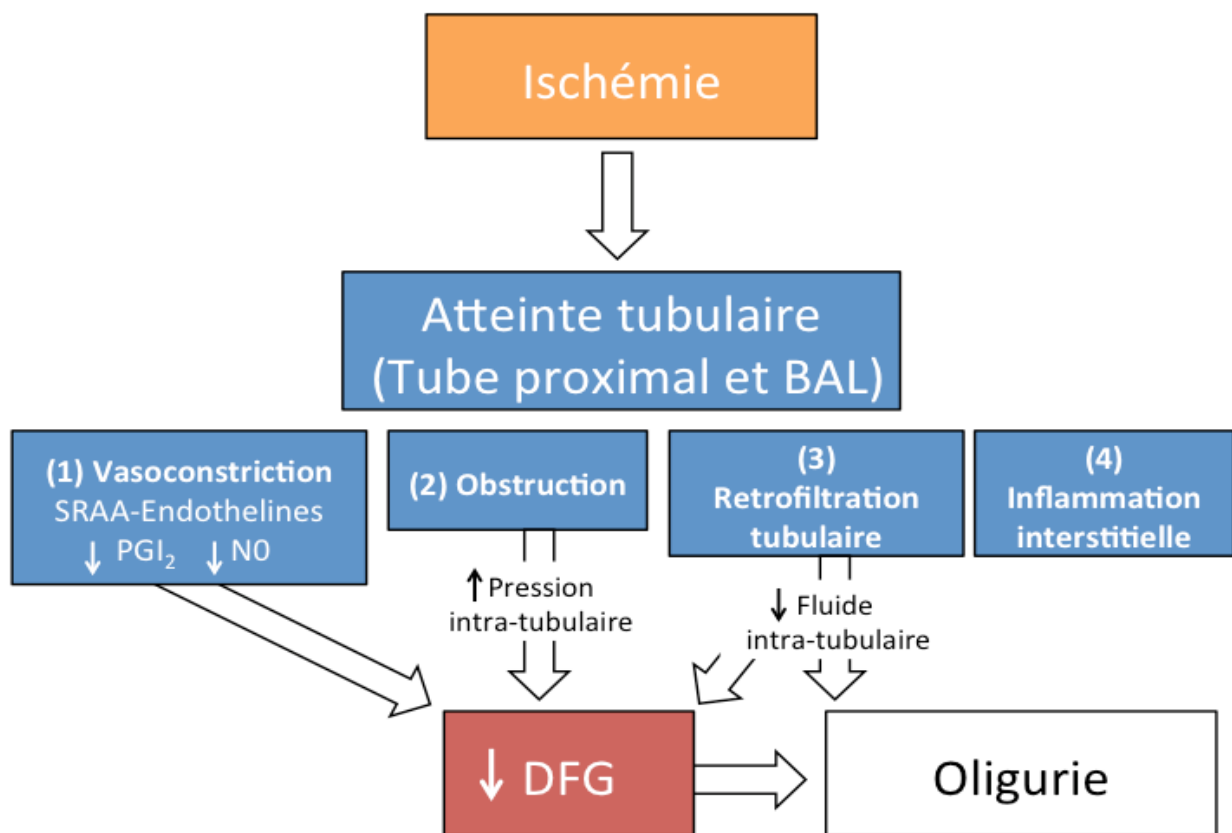 Ischémie
Atteinte tubulaire
(Tube proximal et BAL)
(1) Vasoconstriction
SRAA-Endothelines
↓ PGI₂ ↓ N0
(2) Obstruction
(3)
Retrofiltration
tubulaire
(4)
Inflammation
interstitielle
↑ Pression
intra-tubulaire
↓ Fluide
intra-tubulaire
↓ DFG
Oligurie